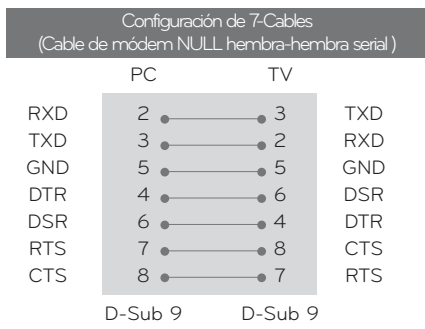 Configuración de 7-Cables
(Cable de módem NULL hembra-hembra serial )
PC TV
RXD 2 3 TXD
TXD 3 2 RXD
GND 5 5 GND
DTR 4 6 DSR
DSR 6 4 DTR
RTS 7 8 CTS
CTS 8 7 RTS
D-Sub 9 D-Sub 9